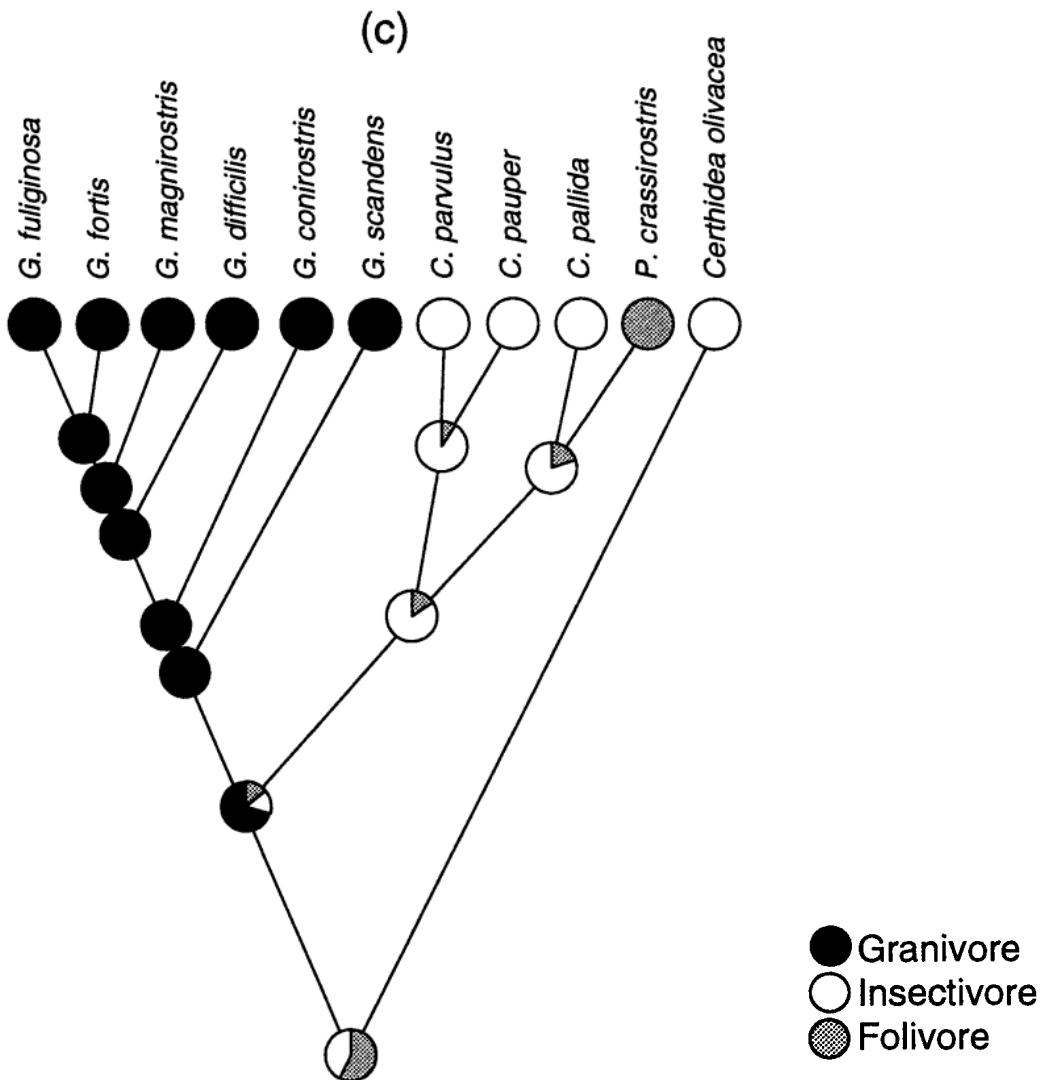 (c)
G. fuliginosa
G. fortis
G. magnirostris
G. difficilis
G. conirostris
G. scandens
C. parvulus
C. pauper
C. pallida
P. crassirostris
Certhidea olivacea
Granivore
Insectivore
Folivore